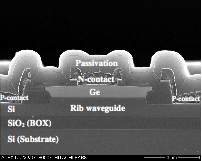 Passivation
N-contact
P-contact
Ge
P-contact
Si
Rib waveguide
SiO₂ (BOX)
Si (Substrate)